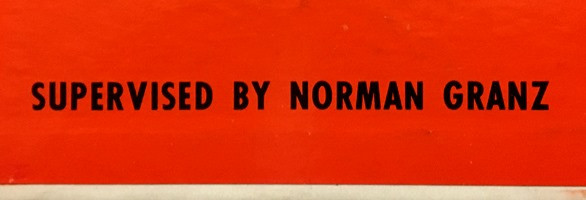 SUPERVISED BY NORMAN GRANZ